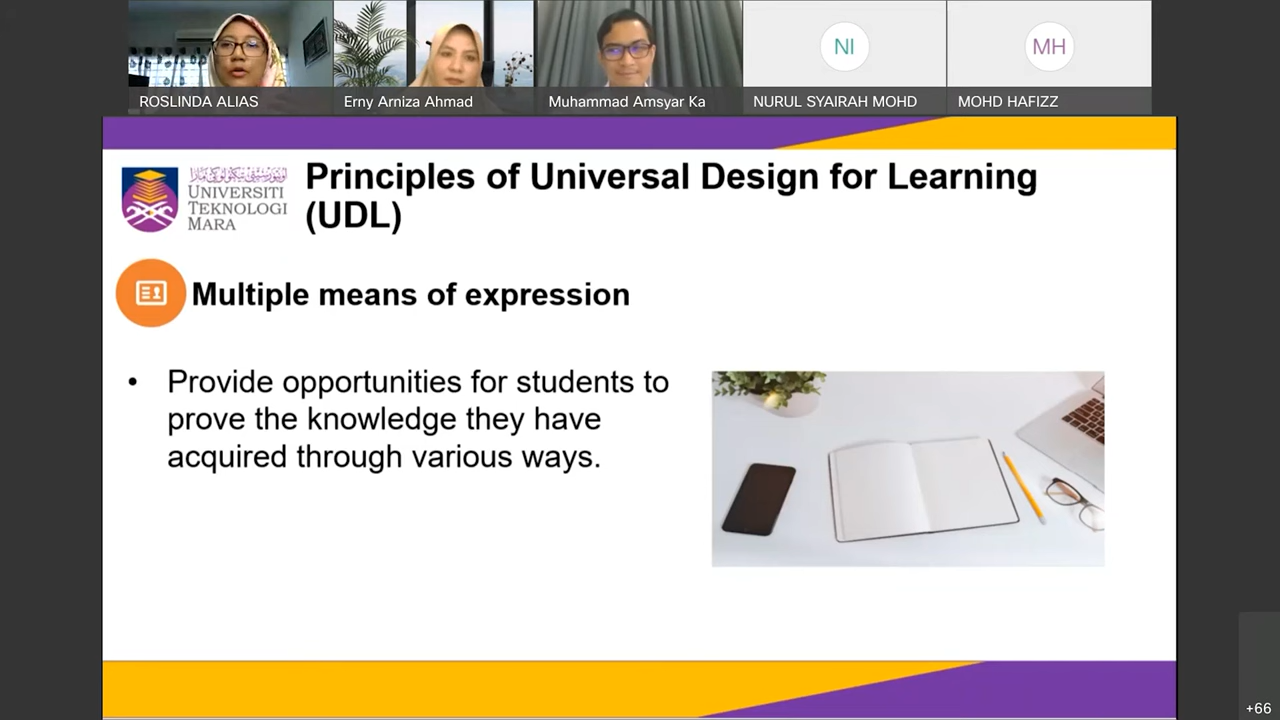 ROSLINDA ALIAS
Erny Arniza Ahmad
Muhammad Amsyar Ka
NI
NURUL SYAIRAH MOHD
MH
MOHD HAFIZZ
UNIVERSITI
TEKNOLOGI
MARA
Principles of Universal Design for Learning
(UDL)
Multiple means of expression
• Provide opportunities for students to
prove the knowledge they have
acquired through various ways.
+66